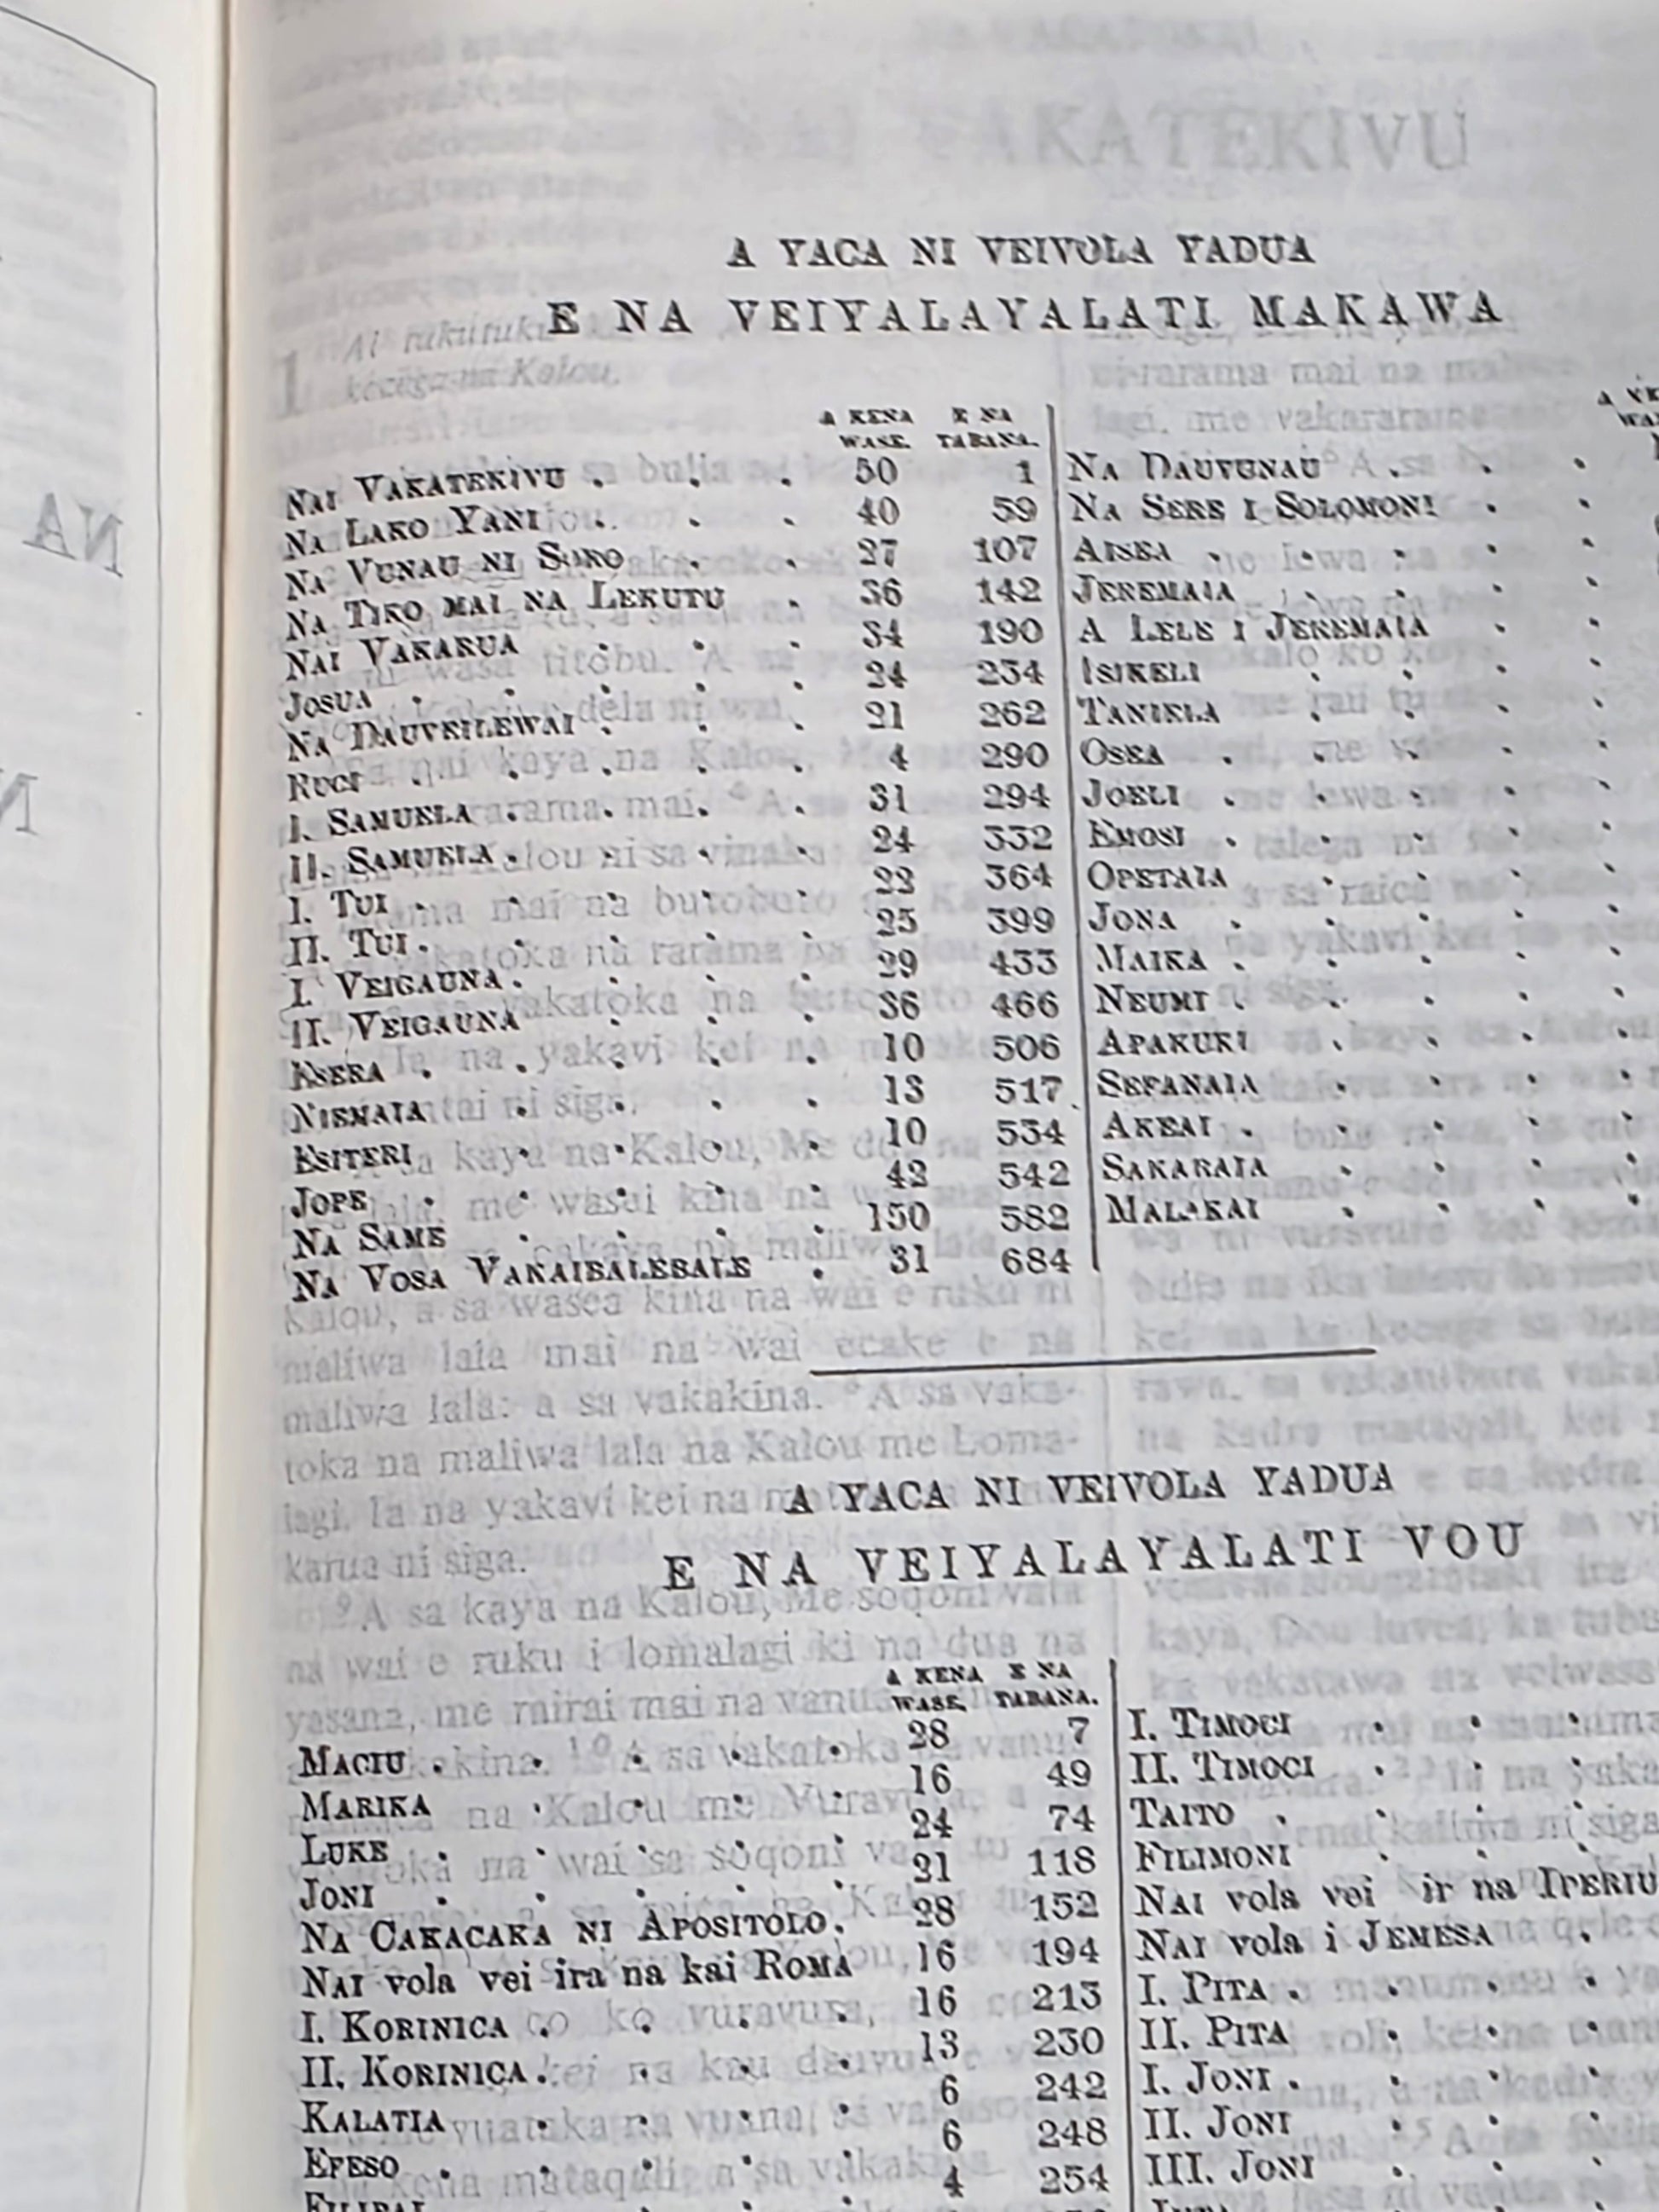 A YACA NI VEIVOLA YADUA
E NA VEIYALAYALATI MAKAWA
A KENA WASE. E NA TABANA.
NAI VAKATEKIVU . . . 50 1
NA LAKO YANI . . . 40 59
NA VUNAU NI SORO . . 27 107
NA TIKO MAI NA LEKUTU . 36 142
NAI VAKARUA . . . 34 190
JOSUA . . . . . 24 234
NA DAUVEILEWAI . . . 21 262
RUCI . . . . . 4 290
I. SAMUELA . . . . 31 294
II. SAMUELA . . . . 24 332
I. TUI . . . . . 22 364
II. TUI . . . . . 25 399
I. VEIGAUNA . . . . 29 433
II. VEIGAUNA . . . 36 466
ESERA . . . . . 10 506
NIEMAIA . . . . 13 517
ESITERI . . . . 10 534
JOPE . . . . . 42 542
NA SAME . . . . 150 582
NA VOSA VAKAIBALEBALE . 31 684
NA DAUVUNAU . . .
NA SERE I SOLOMONI . .
AISEA . . . . .
JEREMAIA . . . .
A LELE I JEREMAIA . .
ISIKELI . . . .
TANIELA . . . .
OSEA . . . . .
JOELI . . . . .
EMOSI . . . . .
OPETAIA . . . .
JONA . . . . .
MAIKA . . . . .
NEUMI . . . . .
APAKUKI . . . .
SEFANAIA . . . .
AKEAI . . . . .
SAKARAIA . . . .
MALAKAI . . . .
A YACA NI VEIVOLA YADUA
E NA VEIYALAYALATI VOU
A KENA WASE. E NA TABANA.
MACIU . . . . . 28 7
MARIKA . . . . 16 49
LUKE . . . . . 24 74
JONI . . . . . 21 118
NA CAKACAKA NI APOSITOLO . 28 152
NAI vola vei ira na kai ROMA 16 194
I. KORINICA . . . . 16 213
II. KORINICA . . . . 13 230
KALATIA . . . . 6 242
EFESO . . . . . 6 248
FILIPAI 4 254
I. TIMOCI . . .
II. TIMOCI . . .
TAITO . . . .
FILIMONI . . .
NAI vola vei ir na IPERIU
NAI vola i JEMESA .
I. PITA . . . .
II. PITA . . .
I. JONI . . . .
II. JONI . . .
III. JONI . . .